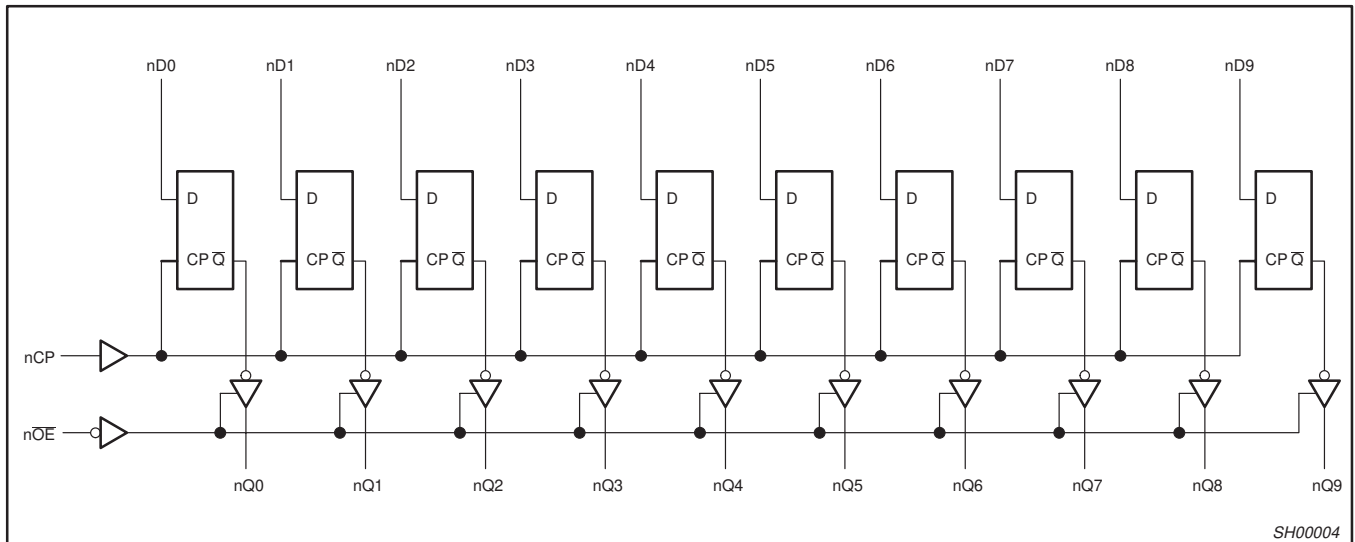 nD0 nD1 nD2 nD3 nD4 nD5 nD6 nD7 nD8 nD9
D D D D D D D D D D
CP Q̅ CP Q̅ CP Q̅ CP Q̅ CP Q̅ CP Q̅ CP Q̅ CP Q̅ CP Q̅ CP Q̅
nCP
nO̅E̅
nQ0 nQ1 nQ2 nQ3 nQ4 nQ5 nQ6 nQ7 nQ8 nQ9
SH00004